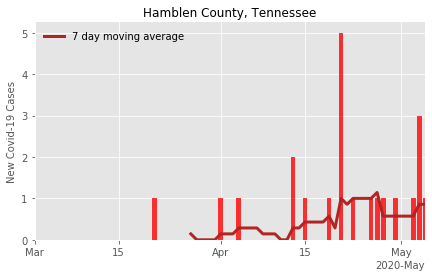 Hamblen County, Tennessee
7 day moving average
New Covid-19 Cases
5
4
3
2
1
0
Mar
15
Apr
15
May
2020-May